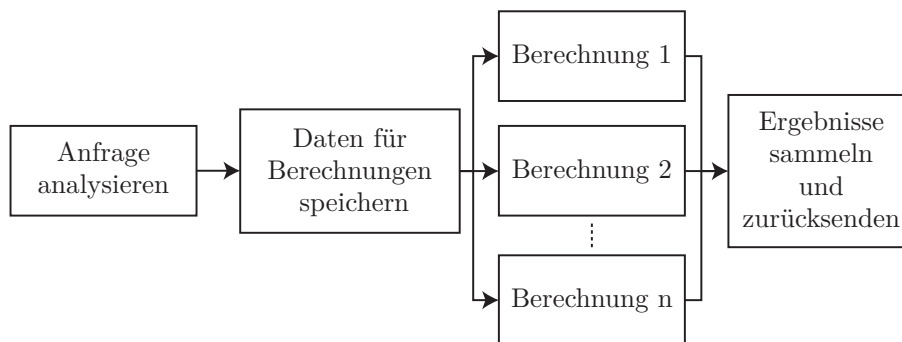 Anfrage
analysieren
Daten für
Berechnungen
speichern
Berechnung 1
Berechnung 2
Berechnung n
Ergebnisse
sammeln
und
zurücksenden